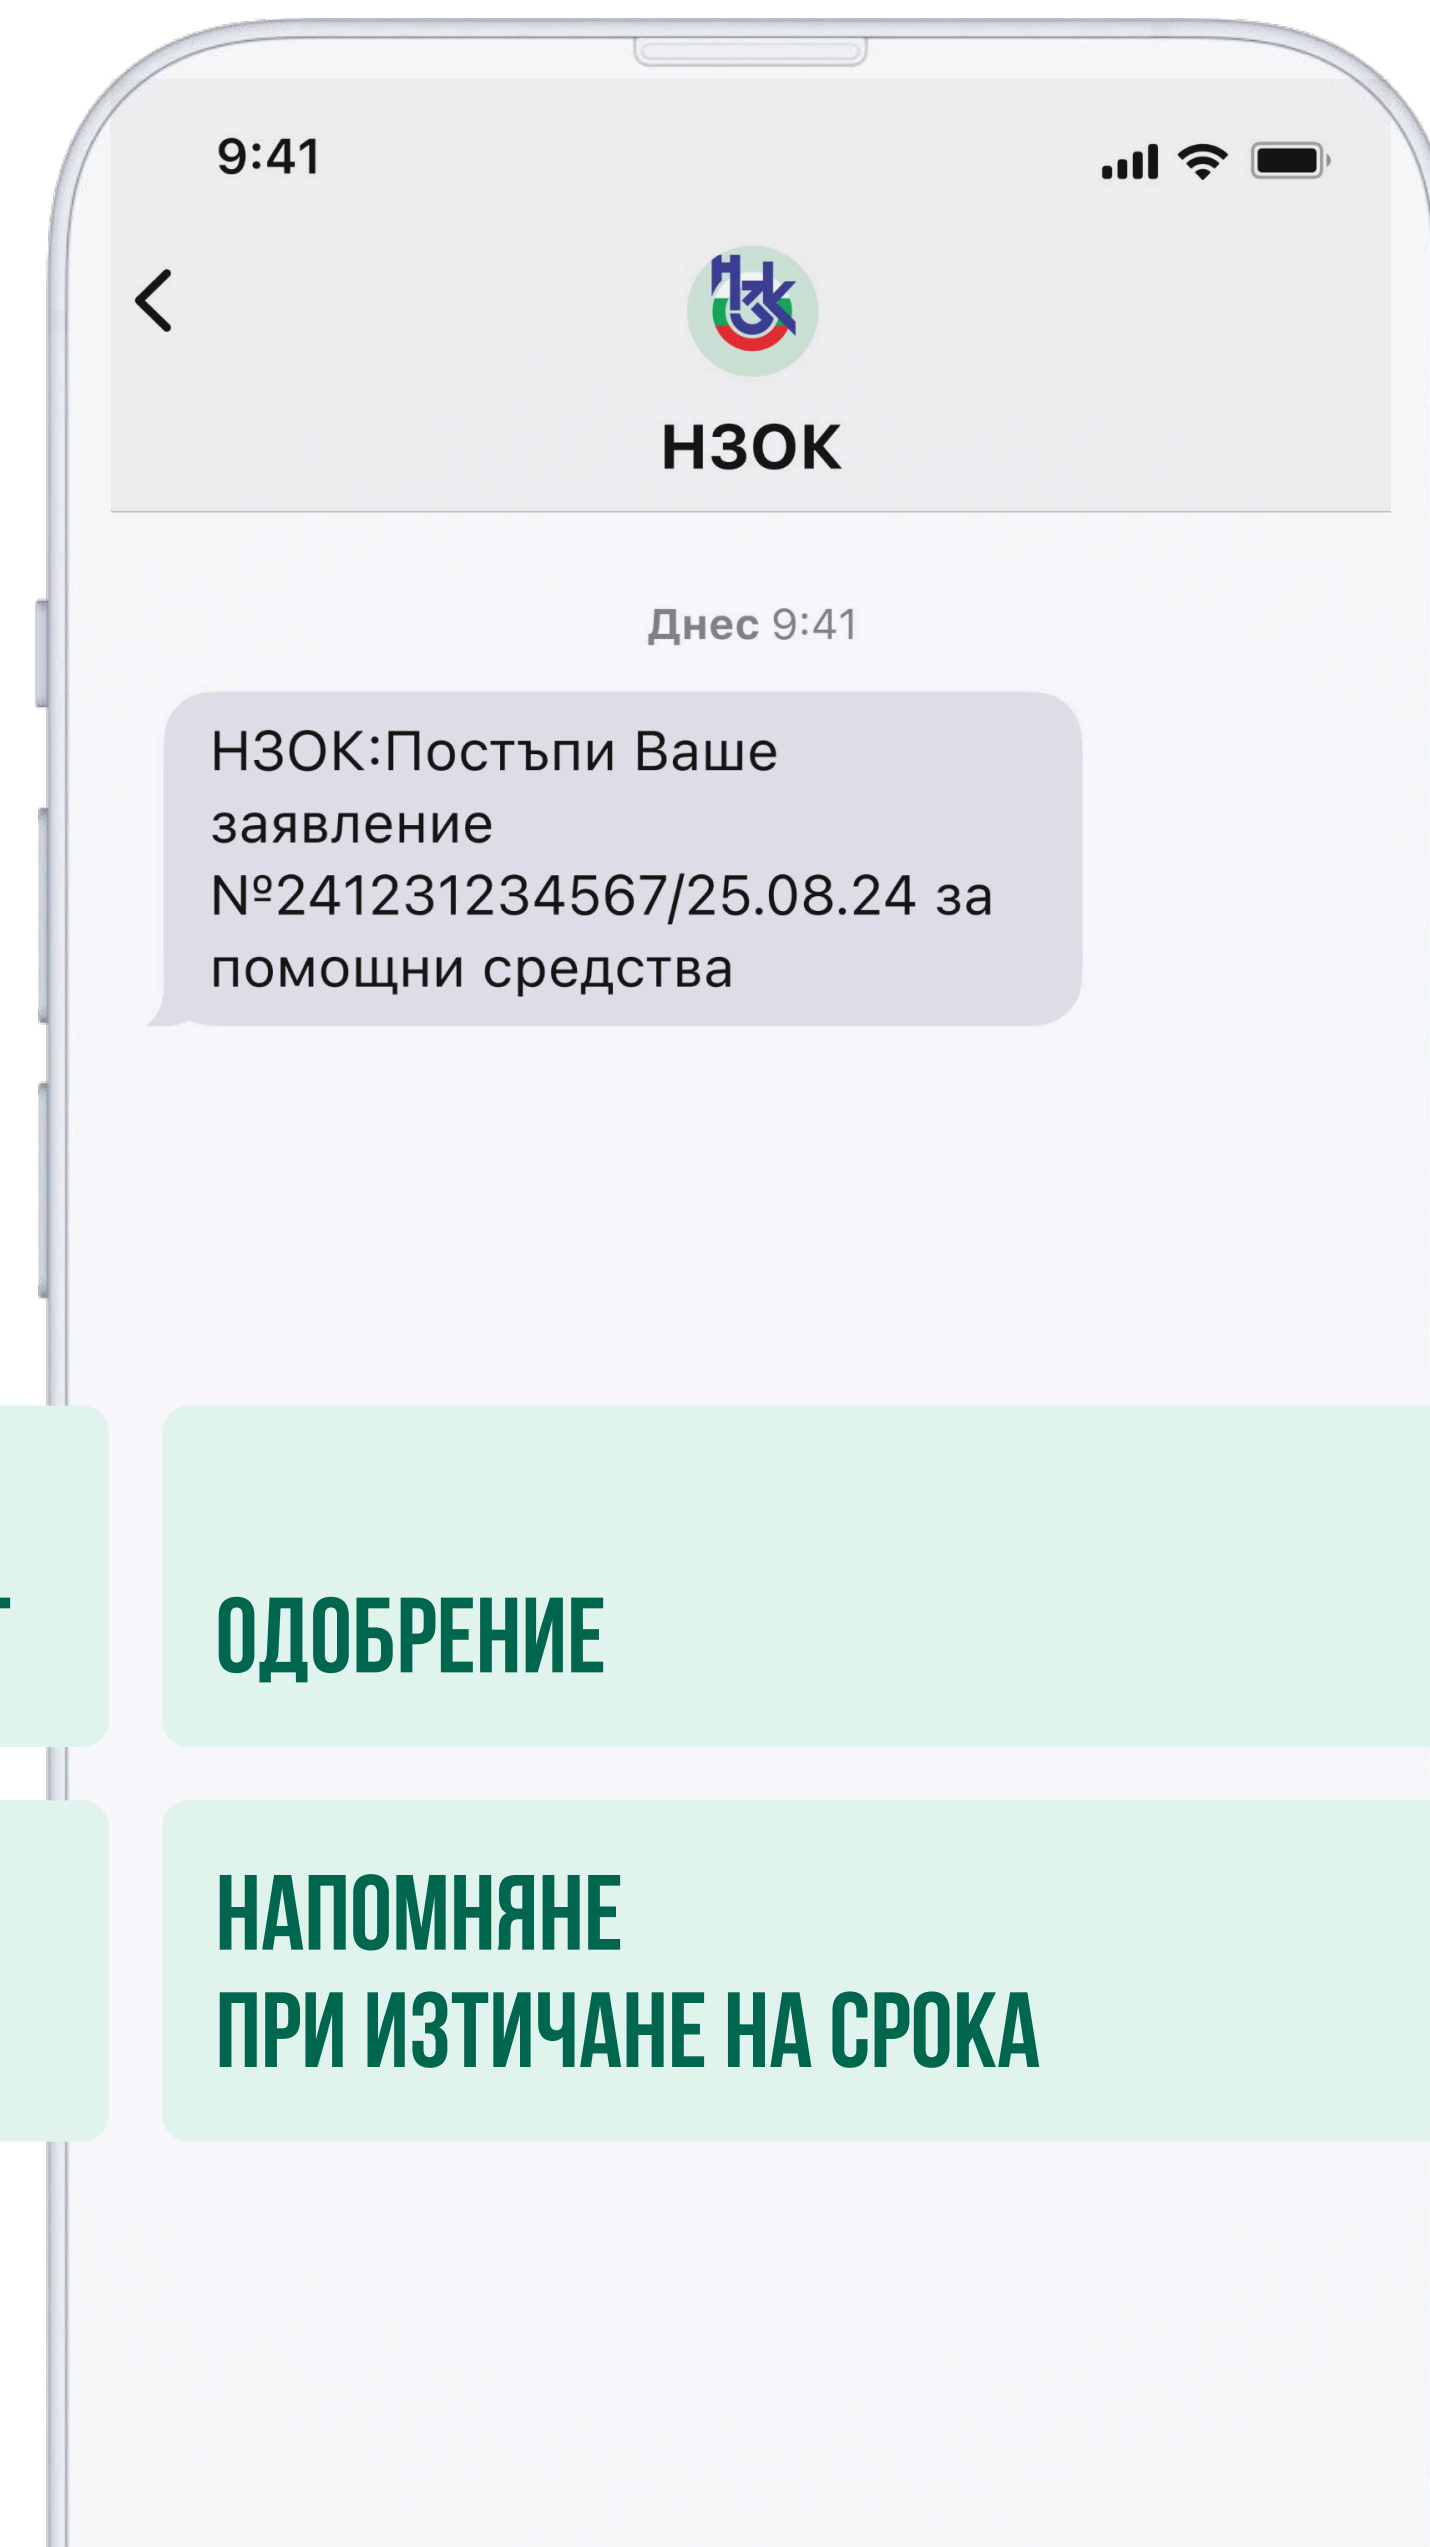 9:41
НЗОК
Днес 9:41
НЗОК:Постъпи Ваше
заявление
№241231234567/25.08.24 за
помощни средства
ОДОБРЕНИЕ
НАПОМНЯНЕ
ПРИ ИЗТИЧАНЕ НА СРОКА